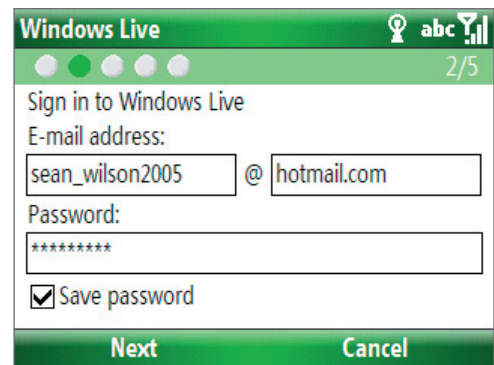 Windows Live abc
2/5
Sign in to Windows Live
E-mail address:
sean_wilson2005 @ hotmail.com
Password:
*********
Save password
Next Cancel